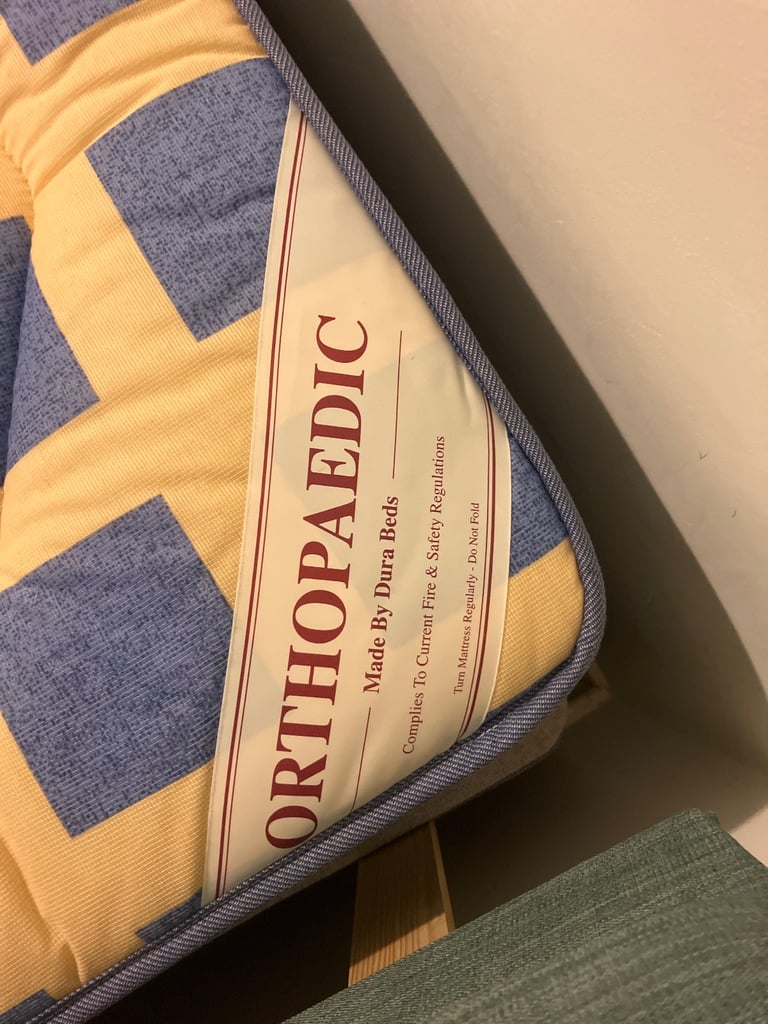 ORTHOPAEDIC
Made By Dura Beds
Complies To Current Fire & Safety Regulations
Turn Mattress Regularly - Do Not Fold